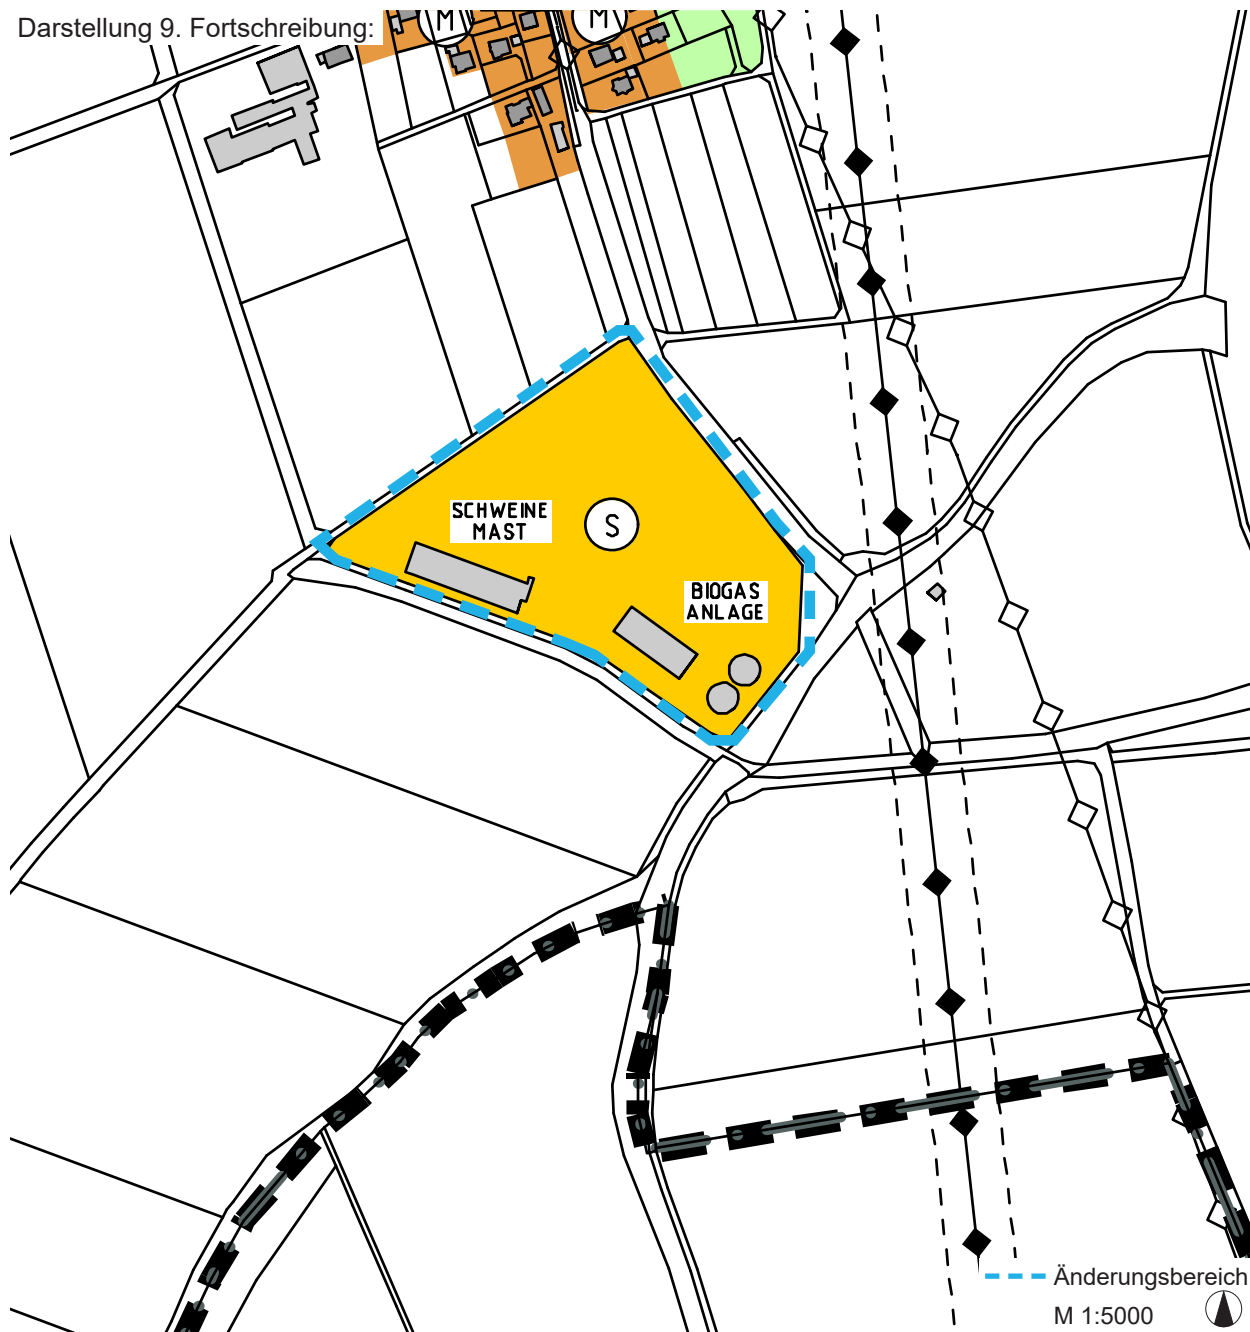 Darstellung 9. Fortschreibung:
M
M
SCHWEINE
MAST
S
BIOGAS
ANLAGE
Änderungsbereich
M 1:5000